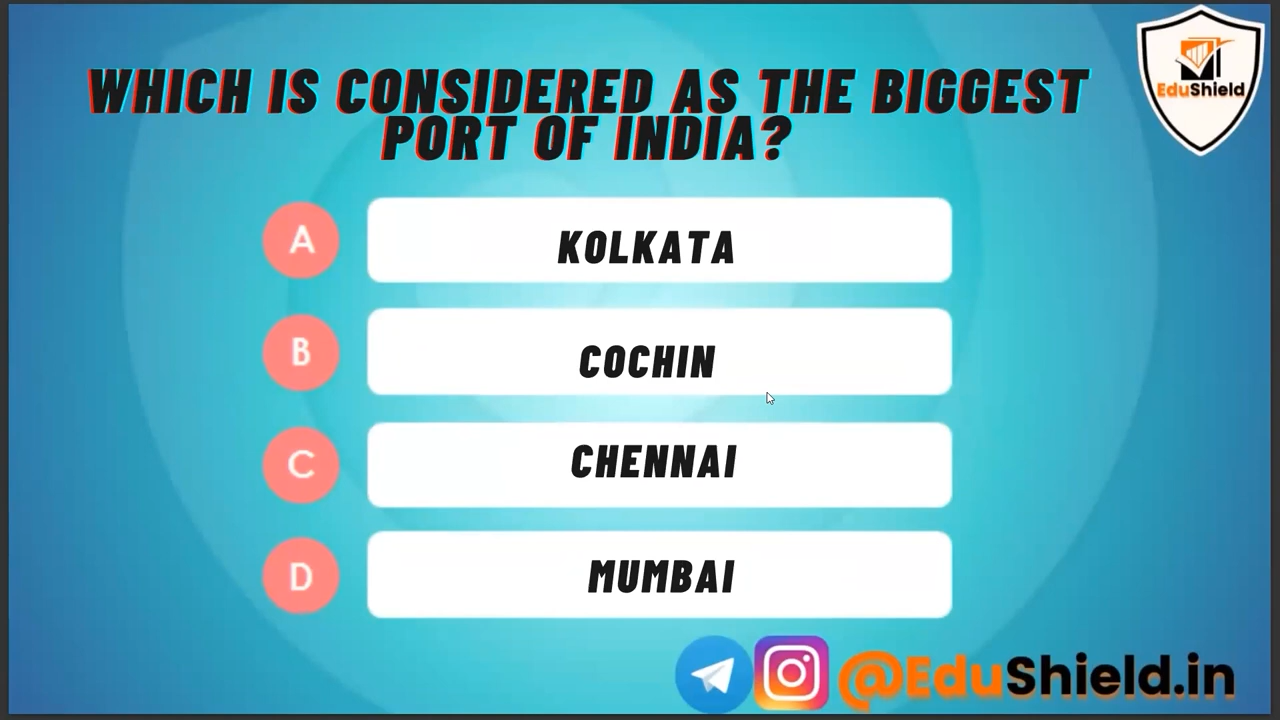 EduShield
WHICH IS CONSIDERED AS THE BIGGEST
PORT OF INDIA?
A KOLKATA
B COCHIN
C CHENNAI
D MUMBAI
@EduShield.in